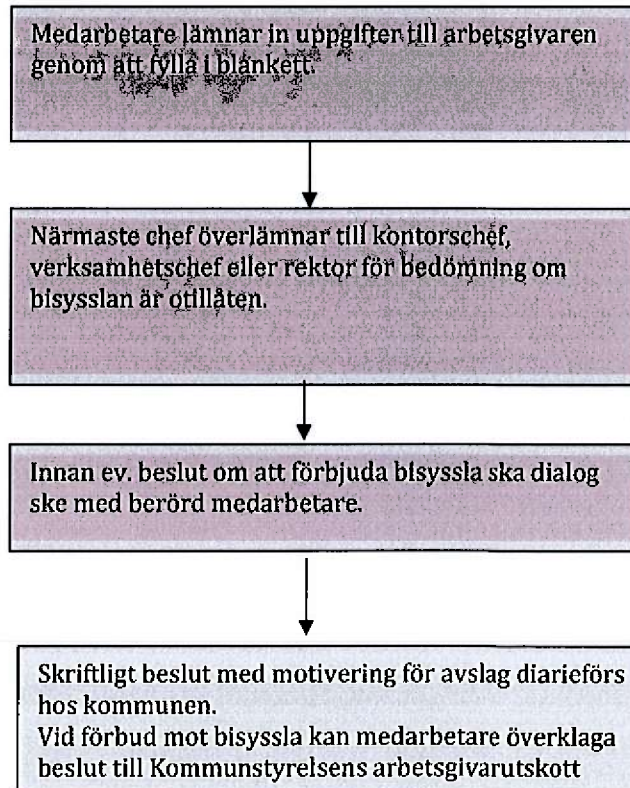 Medarbetare lämnar in uppgiften till arbetsgivaren
genom att fylla i blankett.
Närmaste chef överlämnar till kontorschef,
verksamhetschef eller rektor för bedömning om
bisysslan är otillåten.
Innan ev. beslut om att förbjuda bisyssla ska dialog
ske med berörd medarbetare.
Skriftligt beslut med motivering för avslag diarieförs
hos kommunen.
Vid förbud mot bisyssla kan medarbetare överklaga
beslut till Kommunstyrelsens arbetsgivarutskott